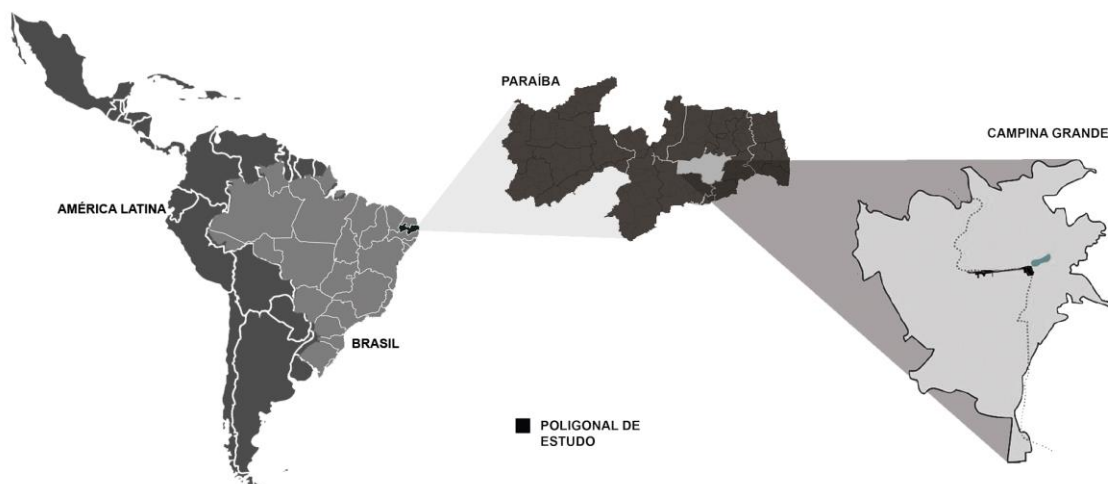 PARAÍBA
CAMPINA GRANDE
AMÉRICA LATINA
BRASIL
POLIGONAL DE
ESTUDO